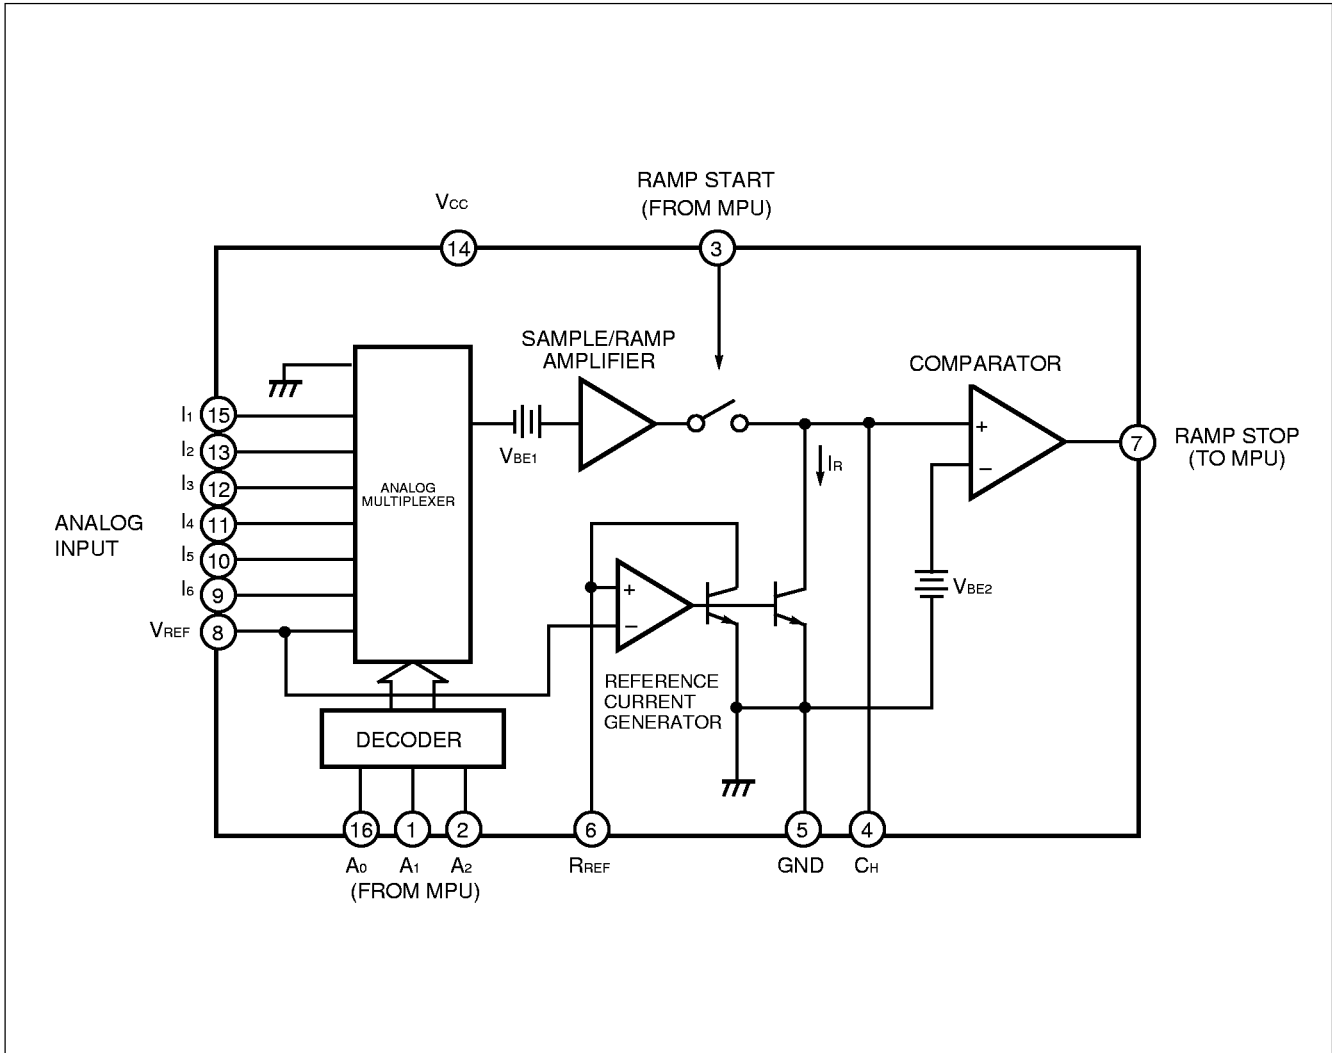 RAMP START
(FROM MPU)
VCC
14
3
SAMPLE/RAMP
AMPLIFIER
COMPARATOR
I1
15
I2
13
I3
12
I4
11
I5
10
I6
9
VREF
8
ANALOG
INPUT
ANALOG
MULTIPLEXER
VBE1
IR
+
−
7
RAMP STOP
(TO MPU)
+
−
VBE2
REFERENCE
CURRENT
GENERATOR
DECODER
16
1
2
6
5
4
A0
A1
A2
RREF
GND
CH
(FROM MPU)